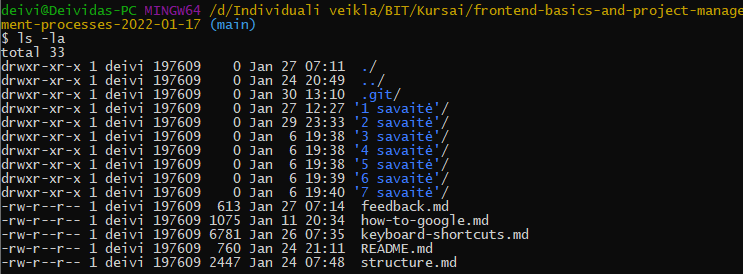 deivi@Deividas-PC MINGW64 /d/Individuali veikla/BIT/Kursai/frontend-basics-and-project-manage
ment-processes-2022-01-17 (main)
$ ls -la
total 33
drwxr-xr-x 1 deivi 197609    0 Jan 27 07:11  ./
drwxr-xr-x 1 deivi 197609    0 Jan 24 20:49  ../
drwxr-xr-x 1 deivi 197609    0 Jan 30 13:10  .git/
drwxr-xr-x 1 deivi 197609    0 Jan 27 12:27 '1 savaitė'/
drwxr-xr-x 1 deivi 197609    0 Jan 29 23:33 '2 savaitė'/
drwxr-xr-x 1 deivi 197609    0 Jan  6 19:38 '3 savaitė'/
drwxr-xr-x 1 deivi 197609    0 Jan  6 19:38 '4 savaitė'/
drwxr-xr-x 1 deivi 197609    0 Jan  6 19:38 '5 savaitė'/
drwxr-xr-x 1 deivi 197609    0 Jan  6 19:39 '6 savaitė'/
drwxr-xr-x 1 deivi 197609    0 Jan  6 19:40 '7 savaitė'/
-rw-r--r-- 1 deivi 197609  613 Jan 27 07:14  feedback.md
-rw-r--r-- 1 deivi 197609 1075 Jan 11 20:34  how-to-google.md
-rw-r--r-- 1 deivi 197609 6781 Jan 26 07:35  keyboard-shortcuts.md
-rw-r--r-- 1 deivi 197609  760 Jan 24 21:11  README.md
-rw-r--r-- 1 deivi 197609 2447 Jan 24 07:48  structure.md